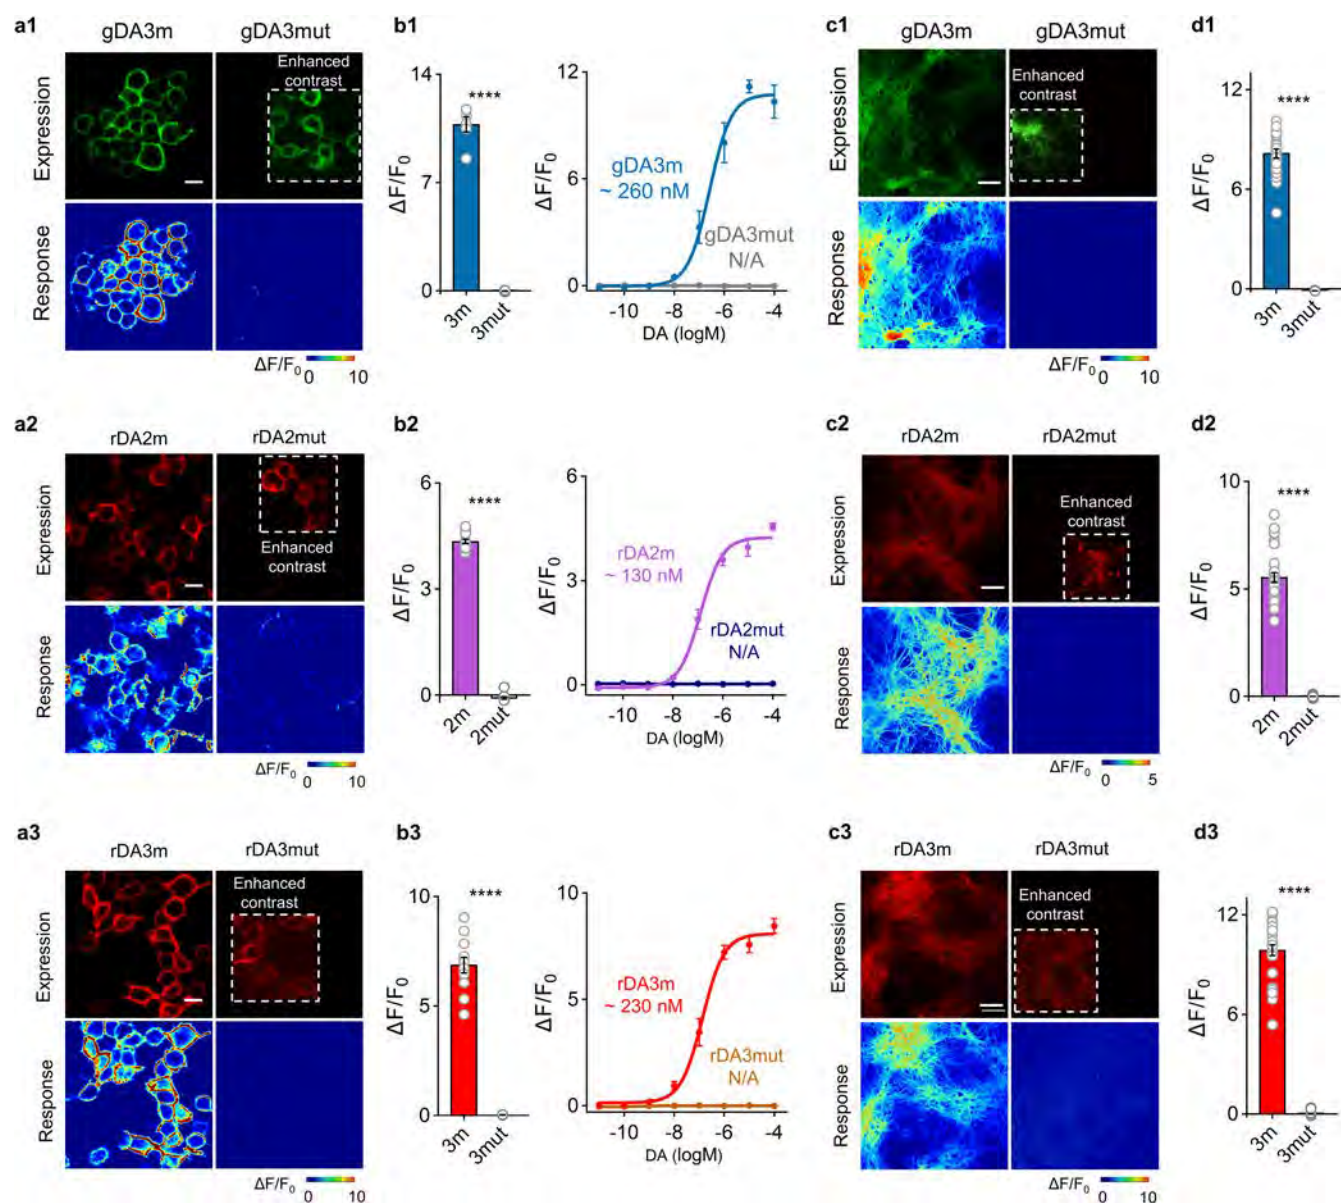 a1
gDA3m
gDA3mut
Enhanced
contrast
Expression
Response
ΔF/F0
0
10
b1
14
7
0
ΔF/F0
****
3m
3mut
12
6
0
ΔF/F0
gDA3m
~ 260 nM
gDA3mut
N/A
-10
-8
-6
-4
DA (logM)
c1
gDA3m
gDA3mut
Enhanced
contrast
Expression
Response
ΔF/F0
0
10
d1
12
6
0
ΔF/F0
****
3m
3mut
a2
rDA2m
rDA2mut
Enhanced
contrast
Expression
Response
ΔF/F0
0
10
b2
6
3
0
ΔF/F0
****
2m
2mut
6
3
0
ΔF/F0
rDA2m
~ 130 nM
rDA2mut
N/A
-10
-8
-6
-4
DA (logM)
c2
rDA2m
rDA2mut
Enhanced
contrast
Expression
Response
ΔF/F0
0
5
d2
10
5
0
ΔF/F0
****
2m
2mut
a3
rDA3m
rDA3mut
Enhanced
contrast
Expression
Response
ΔF/F0
0
10
b3
10
5
0
ΔF/F0
****
3m
3mut
10
5
0
ΔF/F0
rDA3m
~ 230 nM
rDA3mut
N/A
-10
-8
-6
-4
DA (logM)
c3
rDA3m
rDA3mut
Enhanced
contrast
Expression
Response
ΔF/F0
0
10
d3
12
6
0
ΔF/F0
****
3m
3mut